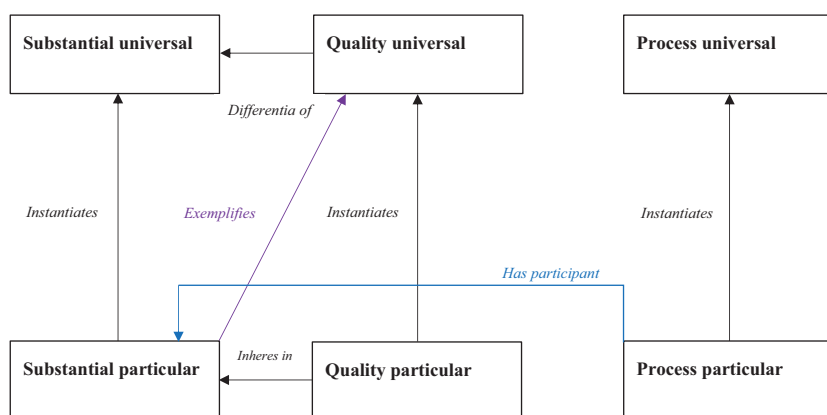 Substantial universal
Quality universal
Process universal
Differentia of
Instantiates
Exemplifies
Instantiates
Instantiates
Has participant
Substantial particular
Inheres in
Quality particular
Process particular